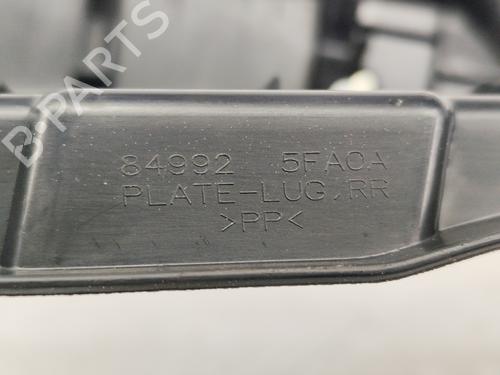 B-PARTS
84992 5FA0A
PLATE-LUG,RR
>PP<